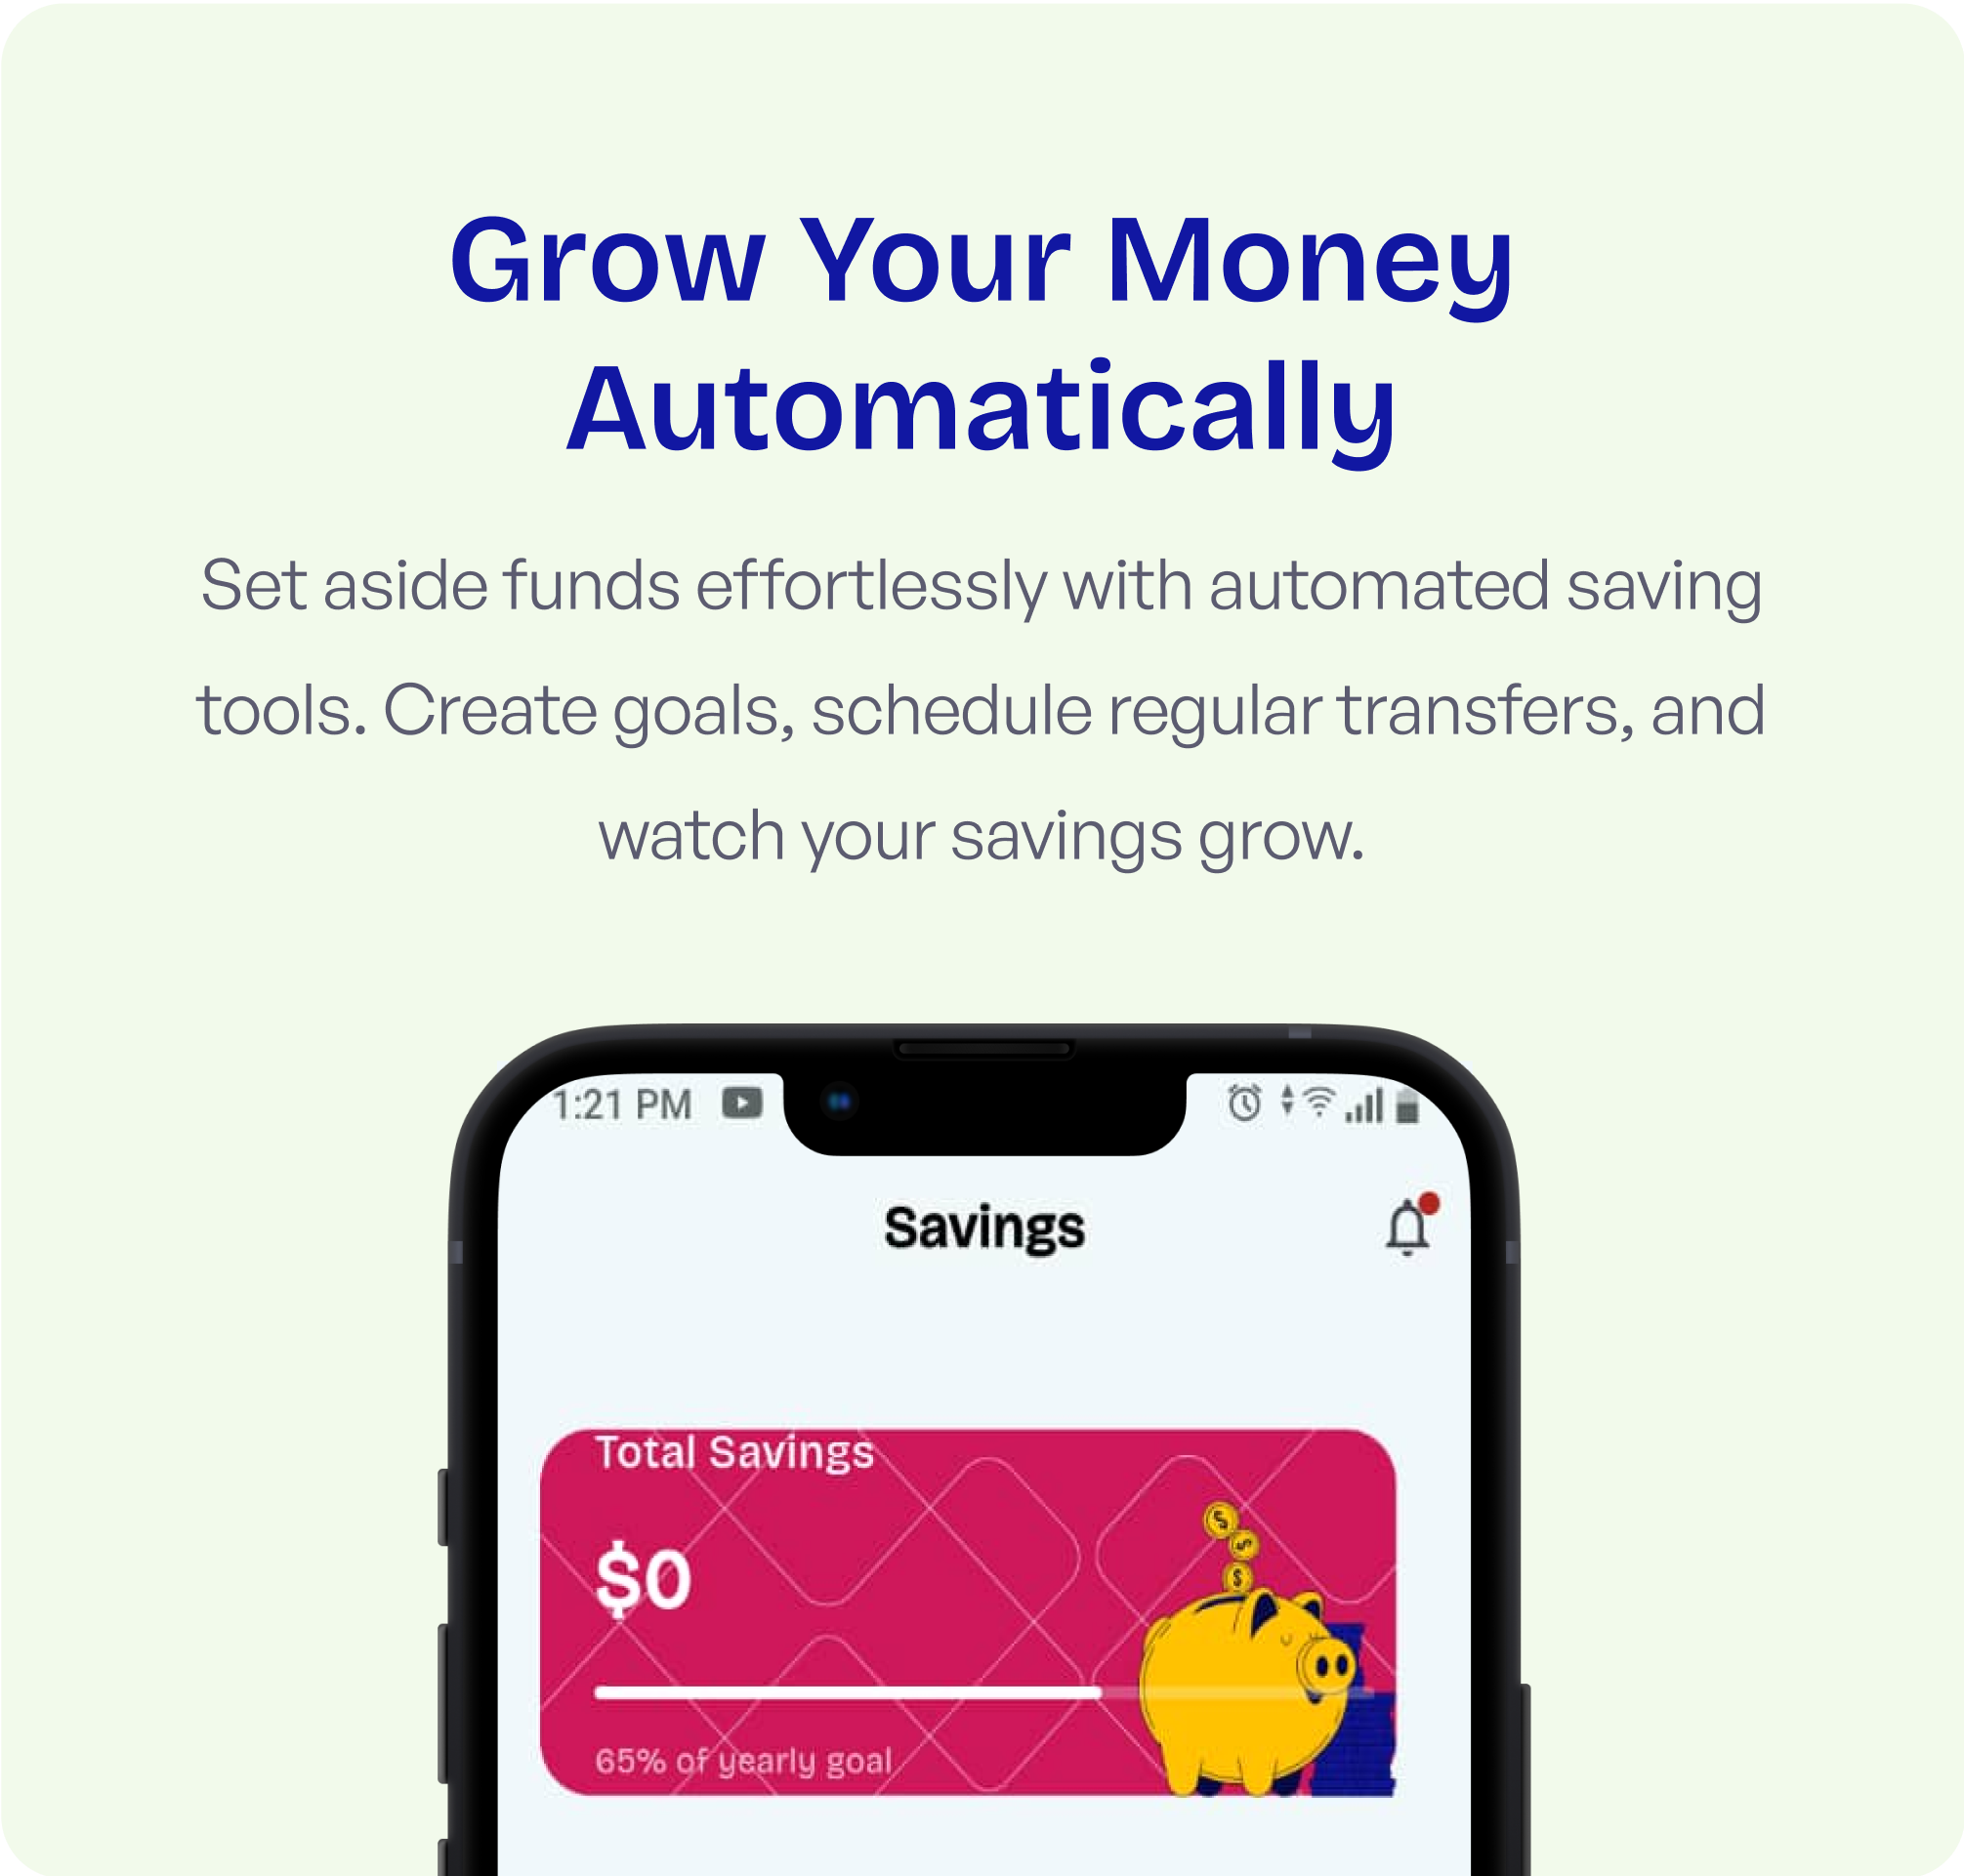 Grow Your Money
Automatically
Set aside funds effortlessly with automated saving
tools. Create goals, schedule regular transfers, and
watch your savings grow.
1:21 PM
Savings
Total Savings
$0
65% of yearly goal